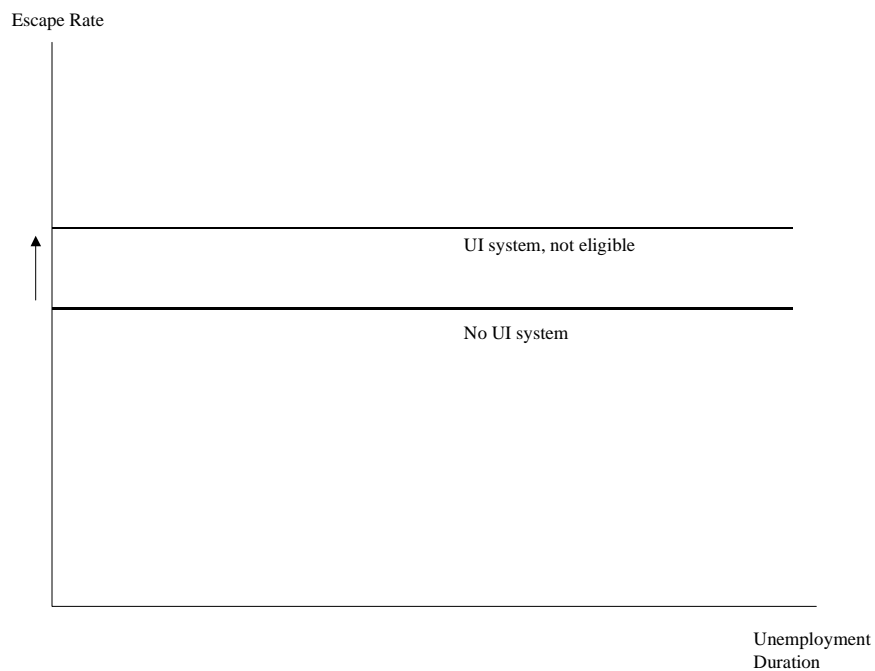 Escape Rate
UI system, not eligible
No UI system
Unemployment
Duration